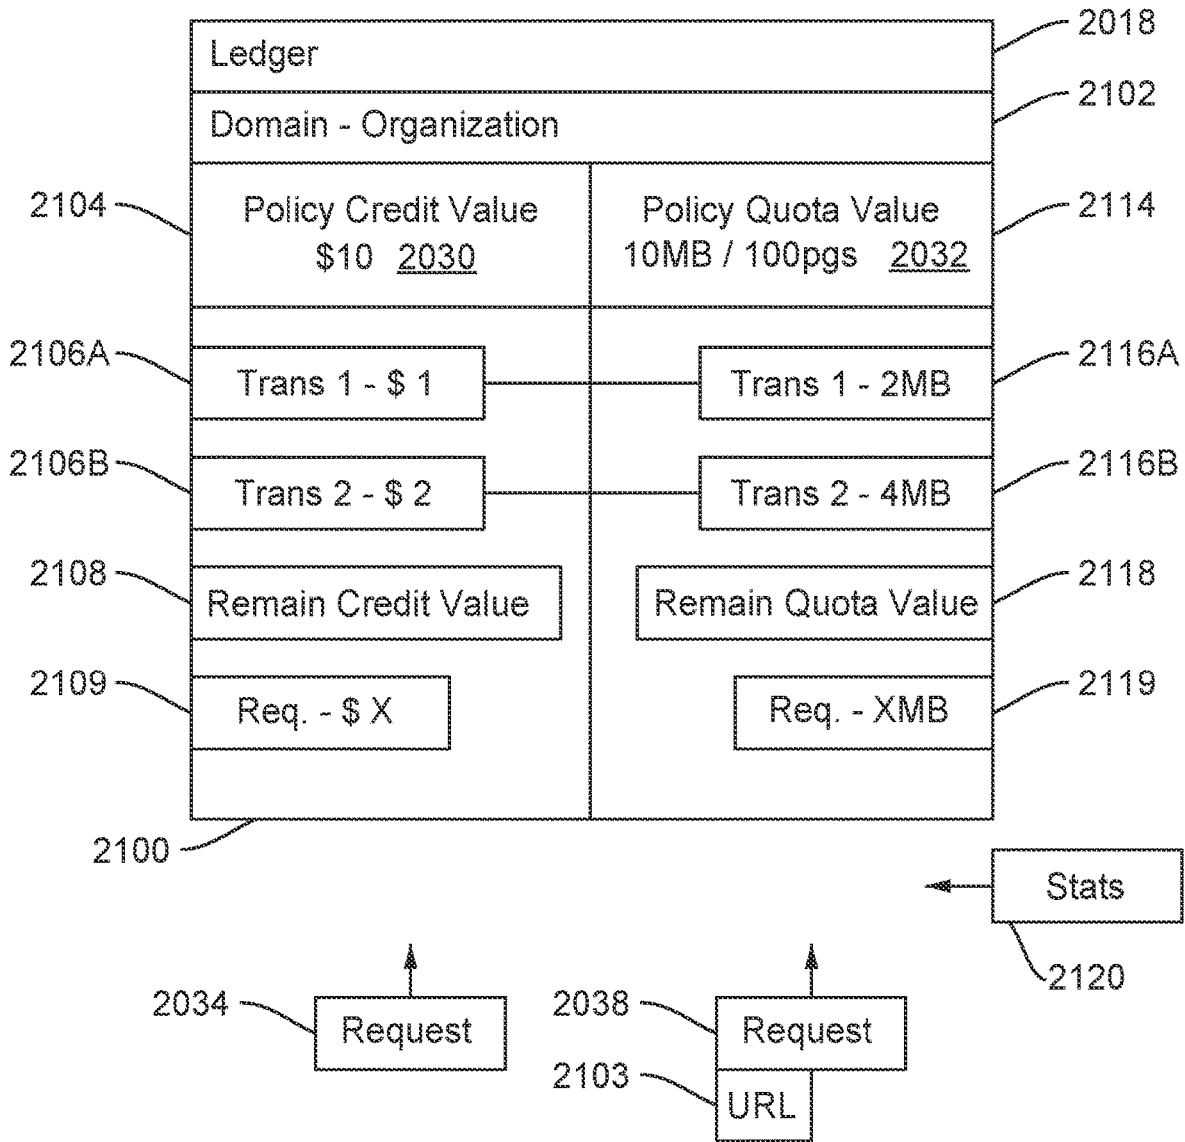 2018
Ledger
2102
Domain - Organization
2104
Policy Credit Value
$10 2030
Policy Quota Value
10MB / 100pgs 2032
2114
2106A
Trans 1 - $ 1
Trans 1 - 2MB
2116A
2106B
Trans 2 - $ 2
Trans 2 - 4MB
2116B
2108
Remain Credit Value
Remain Quota Value
2118
2109
Req. - $ X
Req. - XMB
2119
2100
Stats
2120
2034
Request
2038
Request
2103
URL